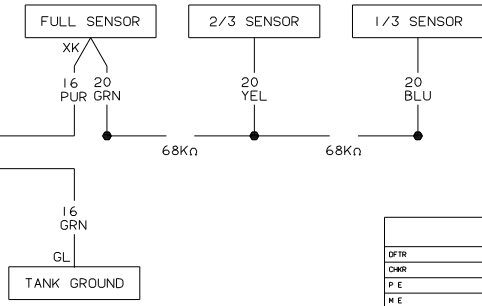 FULL SENSOR
2/3 SENSOR
1/3 SENSOR
XK
16
PUR
20
GRN
20
YEL
20
BLU
68KΩ
68KΩ
16
GRN
GL
TANK GROUND
DFTR
CHKR
P E
M E